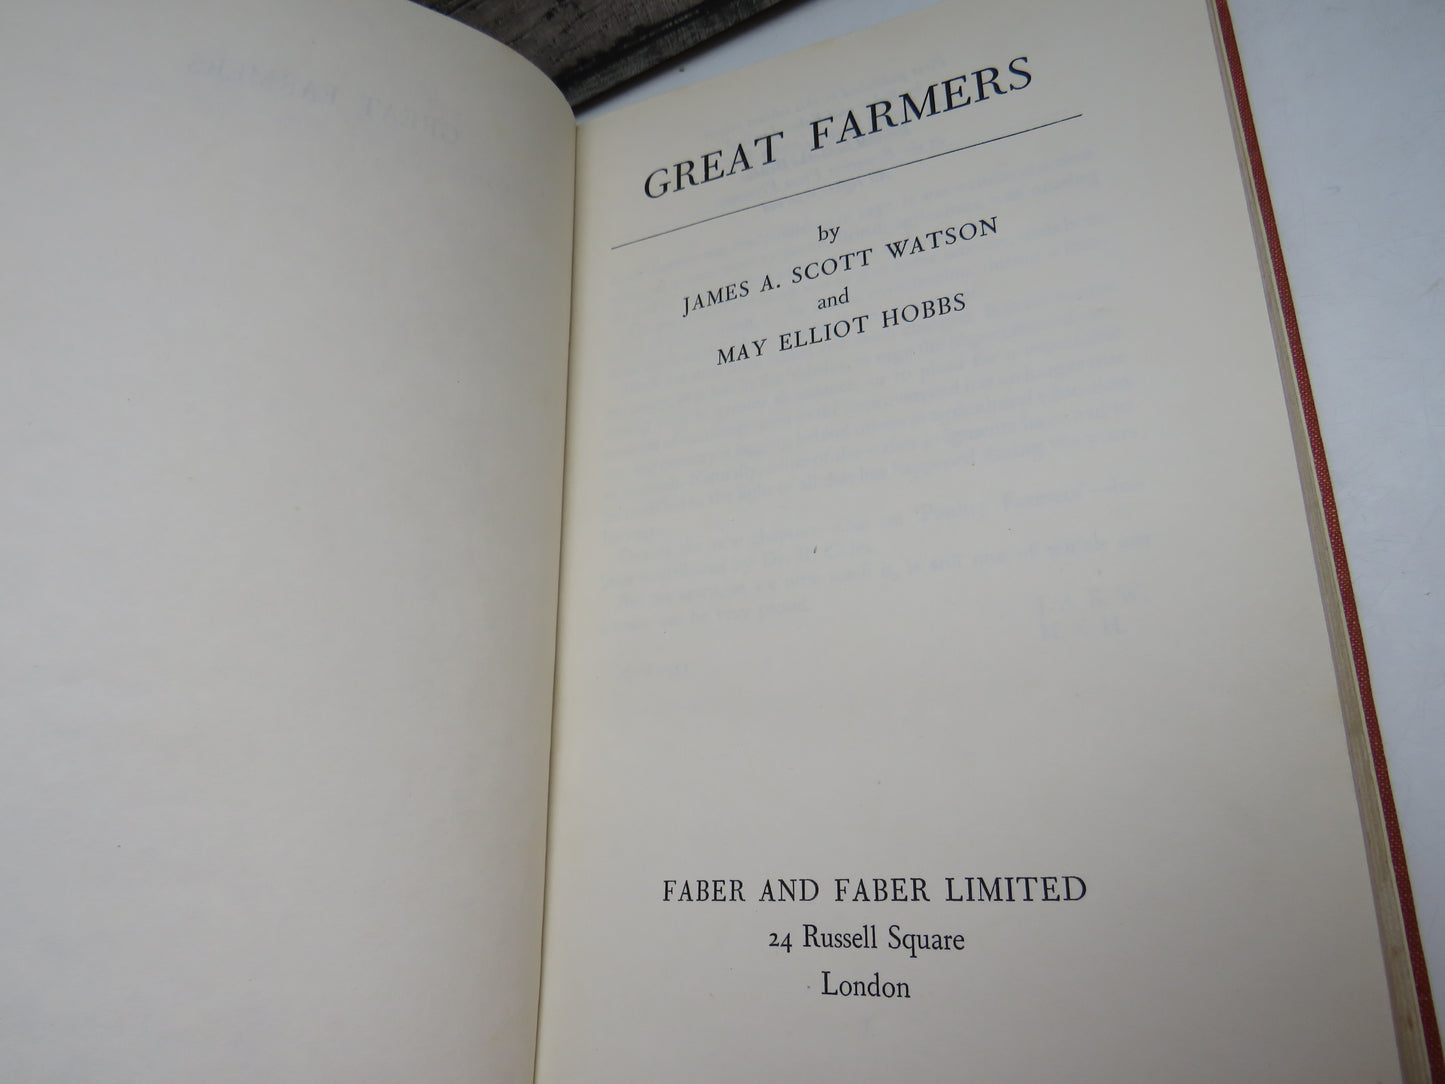 GREAT FARMERS
by
JAMES A. SCOTT WATSON
and
MAY ELLIOT HOBBS
FABER AND FABER LIMITED
24 Russell Square
London